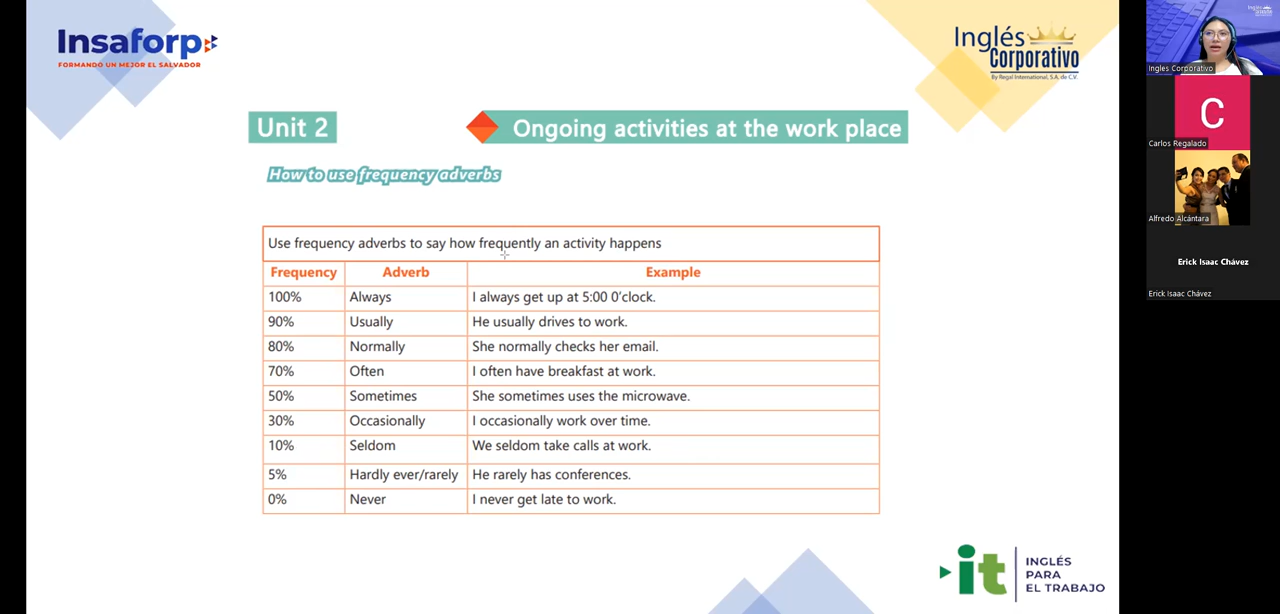 Insaforp
FORMANDO UN MEJOR EL SALVADOR
Inglés
Corporativo
By Regal International, S.A. de C.V.
Unit 2
Ongoing activities at the work place
How to use frequency adverbs
Use frequency adverbs to say how frequently an activity happens
Frequency Adverb Example
100% Always I always get up at 5:00 0'clock.
90% Usually He usually drives to work.
80% Normally She normally checks her email.
70% Often I often have breakfast at work.
50% Sometimes She sometimes uses the microwave.
30% Occasionally I occasionally work over time.
10% Seldom We seldom take calls at work.
5% Hardly ever/rarely He rarely has conferences.
0% Never I never get late to work.
it
INGLÉS
PARA
EL TRABAJO
Ingles Corporativo
C
Carlos Regalado
Alfredo Alcántara
Erick Isaac Chávez
Erick Isaac Chávez